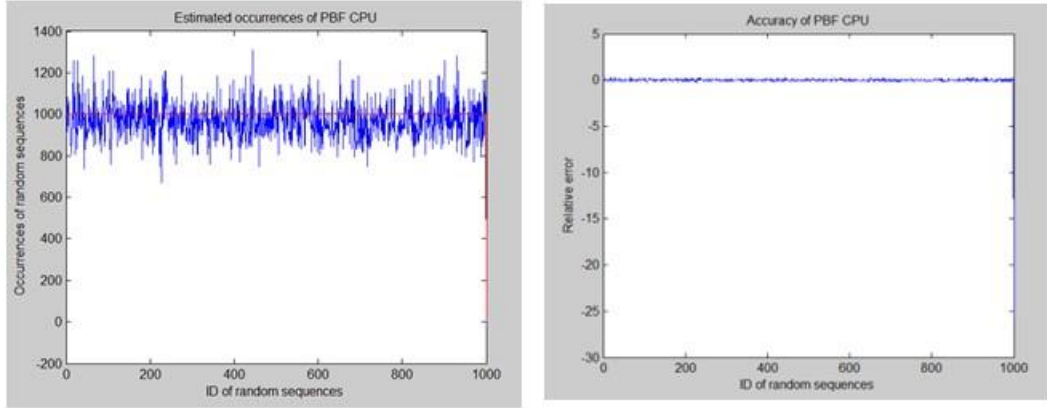 Estimated occurrences of PBF CPU
1400
1200
1000
800
600
400
200
0
-200
Occurrences of random sequences
0 200 400 600 800 1000
ID of random sequences
Accuracy of PBF CPU
5
0
-5
-10
-15
-20
-25
-30
Relative error
0 200 400 600 800 1000
ID of random sequences